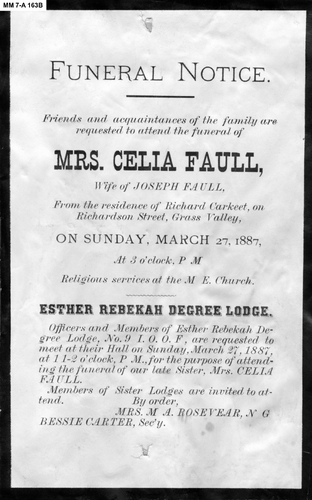 MM 7-A 163B
FUNERAL NOTICE.
Friends and acquaintances of the family are
requested to attend the funeral of
MRS. CELIA FAULL,
Wife of JOSEPH FAULL,
From the residence of Richard Carkeet, on
Richardson Street, Grass Valley,
ON SUNDAY, MARCH 27, 1887,
At 3 o'clock, P M
Religious services at the M E. Church.
ESTHER REBEKAH DEGREE LODGE.
Officers and Members of Esther Rebekah De-
gree Lodge, No. 9 I. O. O. F, are requested to
meet at their Hall on Sunday, March 27, 1887,
at 1 1-2 o'clock, P M., for the purpose of attend-
ing the funeral of our late Sister, Mrs. CELIA
FAULL.
Members of Sister Lodges are invited to at-
tend. By order,
MRS. M A. ROSEVEAR, N G
BESSIE CARTER, Sec'y.